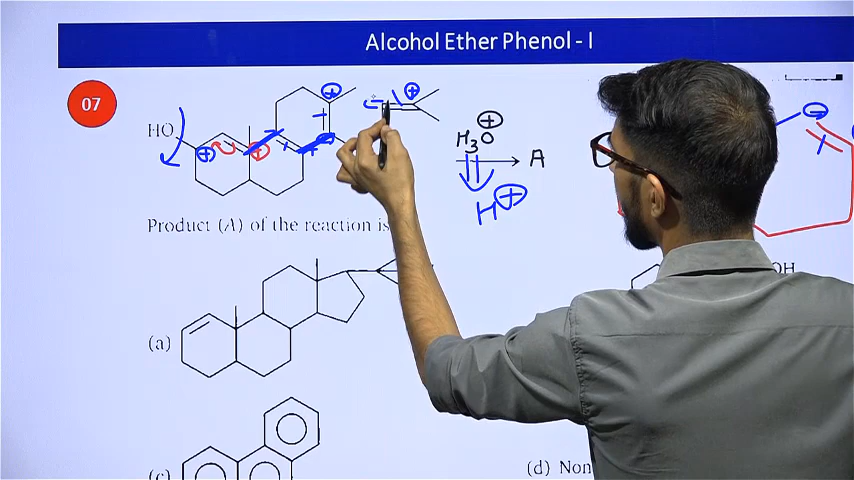 Alcohol Ether Phenol - I
07
HO
H₃O⊕
A
H⊕
Product (A) of the reaction is
(a)
OH
(c)
(d) Non